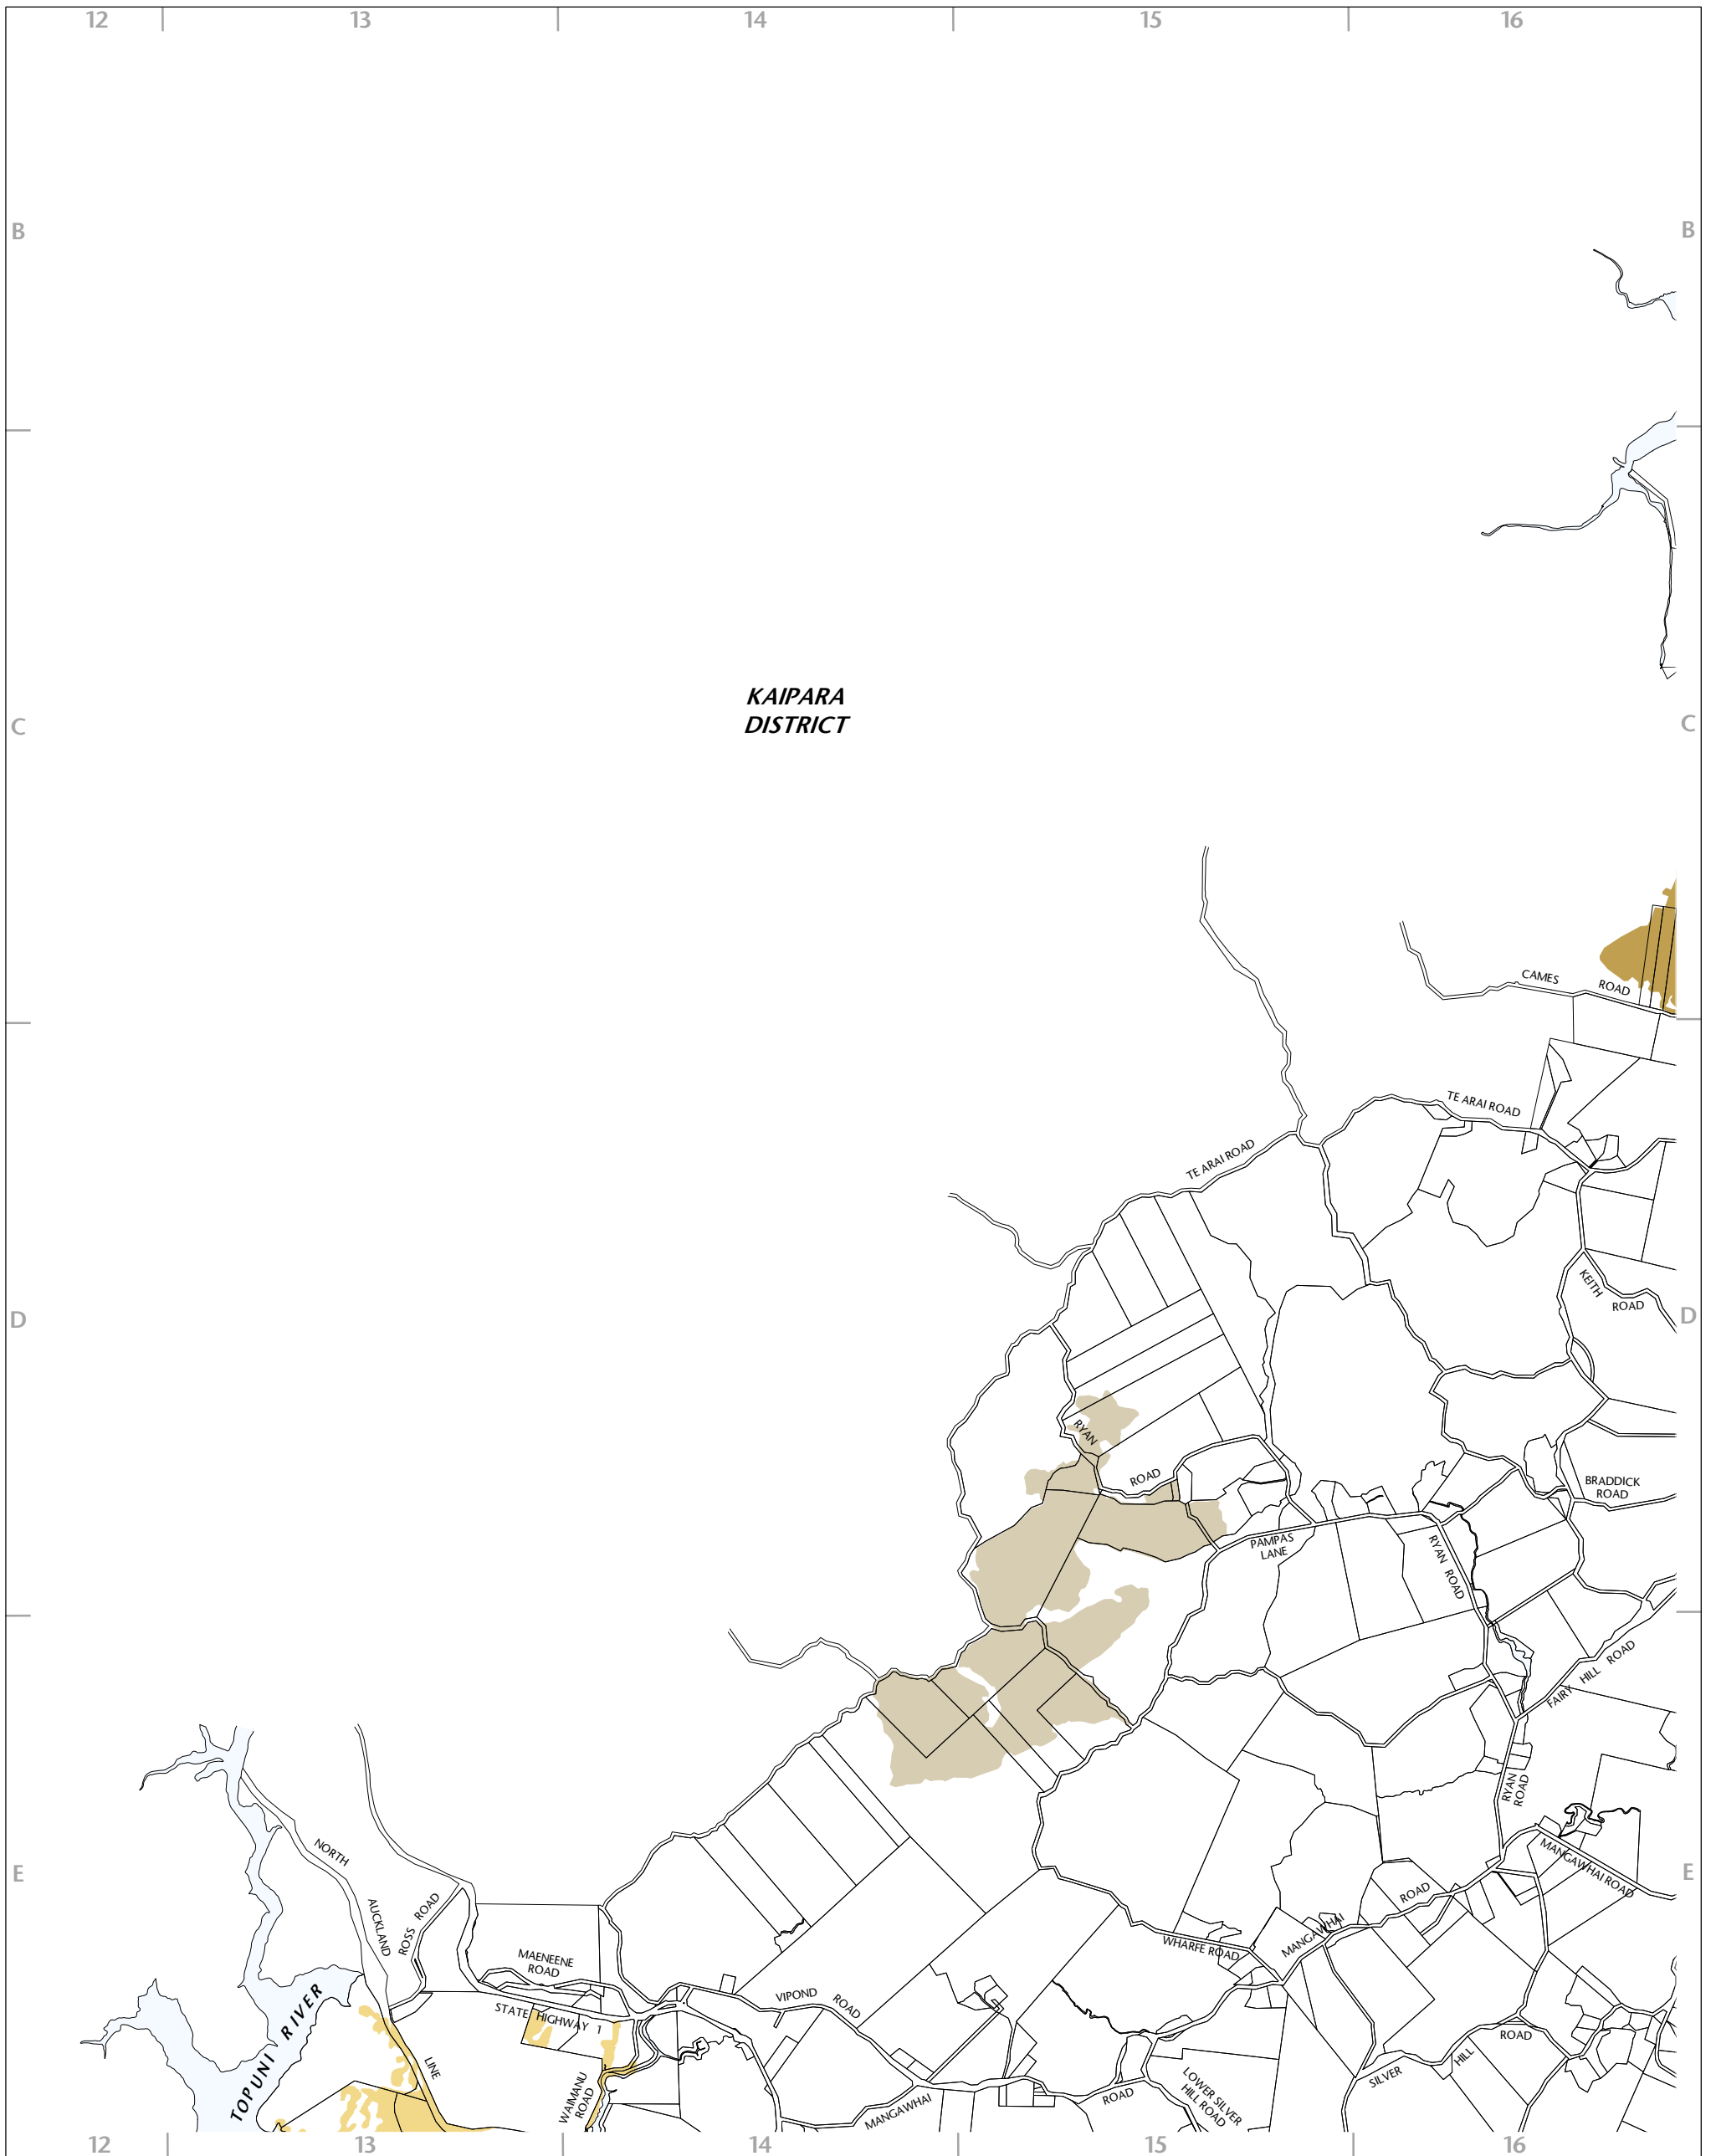 12 13 14 15 16
B B
KAIPARA
DISTRICT
C C
CAMES ROAD
TE ARAI ROAD
TE ARAI ROAD
KEITH
ROAD
D D
RYAN
ROAD
BRADDICK
ROAD
PAMPAS
LANE
RYAN ROAD
FAIRY HILL ROAD
RYAN
ROAD
NORTH
MANGAWHAI ROAD
E E
AUCKLAND
ROSS ROAD
ROAD
MANGAWHAI
WHARFE ROAD
MAENEENE
ROAD
VIPOND ROAD
STATE HIGHWAY 1
TOPUNI RIVER
LINE
WAIMANU
ROAD
ROAD
HILL
SILVER
LOWER SILVER
HILL ROAD
ROAD
MANGAWHAI
12 13 14 15 16